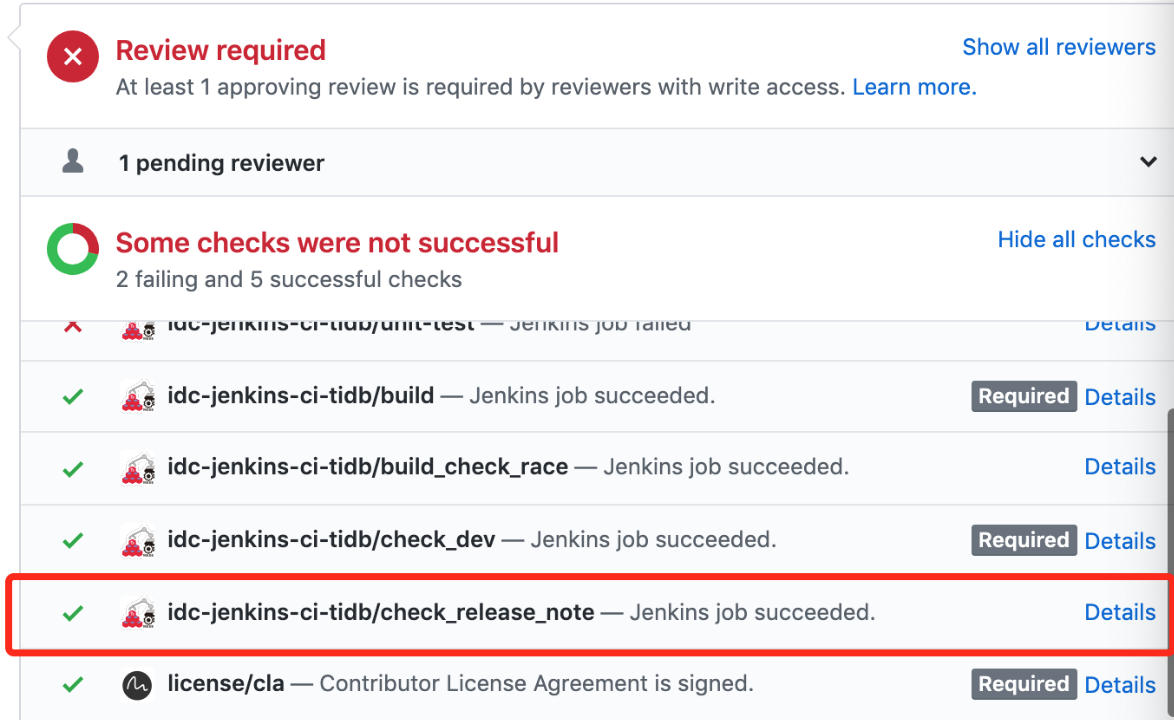 Review required
Show all reviewers
At least 1 approving review is required by reviewers with write access. Learn more.
1 pending reviewer
Some checks were not successful
Hide all checks
2 failing and 5 successful checks
idc-jenkins-ci-tidb/unit-test — Jenkins job failed Details
idc-jenkins-ci-tidb/build — Jenkins job succeeded. Required Details
idc-jenkins-ci-tidb/build_check_race — Jenkins job succeeded. Details
idc-jenkins-ci-tidb/check_dev — Jenkins job succeeded. Required Details
idc-jenkins-ci-tidb/check_release_note — Jenkins job succeeded. Details
license/cla — Contributor License Agreement is signed. Required Details